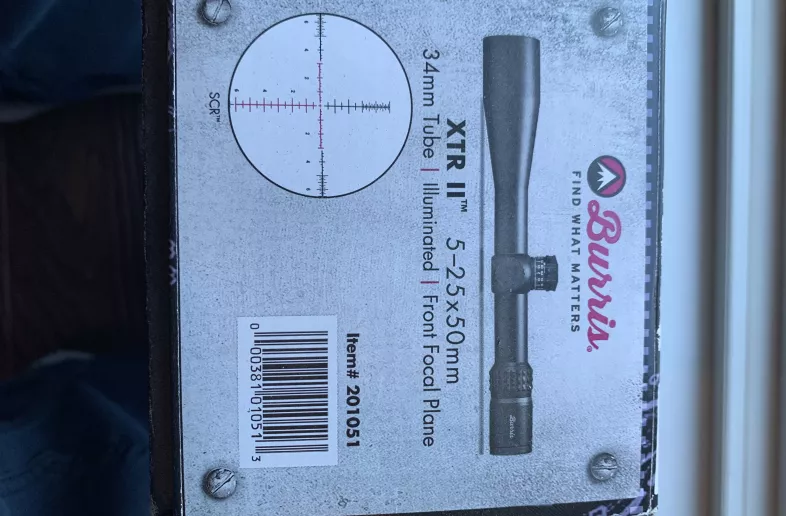 Burris.
FIND WHAT MATTERS
XTR II™ 5-25x50mm
34mm Tube | Illuminated | Front Focal Plane
SCR™
Item# 201051
0 00381 01051 3